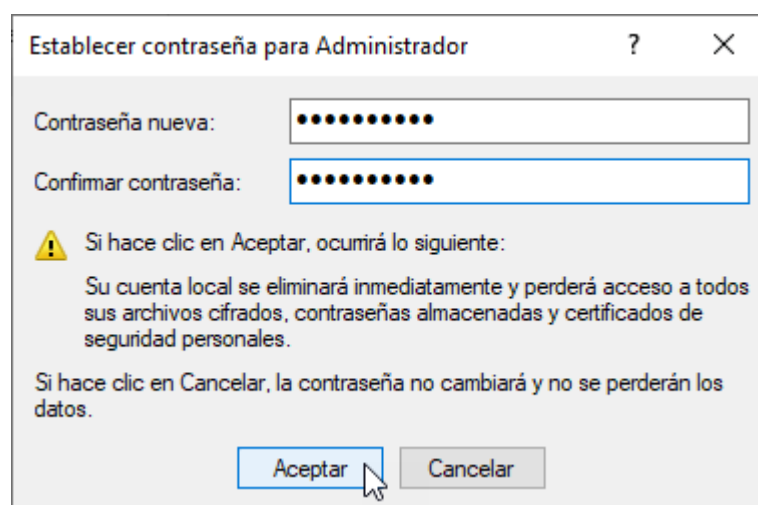 Establecer contraseña para Administrador ?
Contraseña nueva: ●●●●●●●●●●
Confirmar contraseña: ●●●●●●●●●●
Si hace clic en Aceptar, ocurrirá lo siguiente:
Su cuenta local se eliminará inmediatamente y perderá acceso a todos
sus archivos cifrados, contraseñas almacenadas y certificados de
seguridad personales.
Si hace clic en Cancelar, la contraseña no cambiará y no se perderán los
datos.
Aceptar Cancelar